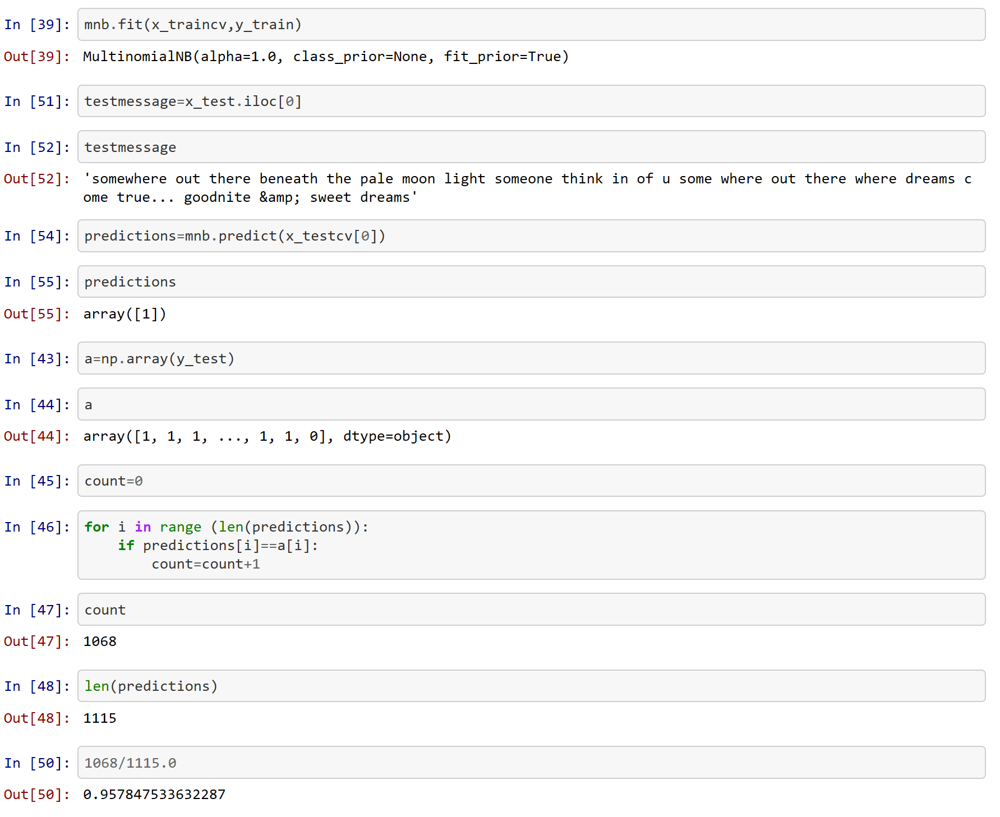 In [39]: mnb.fit(x_traincv,y_train)
Out[39]: MultinomialNB(alpha=1.0, class_prior=None, fit_prior=True)
In [51]: testmessage=x_test.iloc[0]
In [52]: testmessage
Out[52]: 'somewhere out there beneath the pale moon light someone think in of u some where out there where dreams c
ome true... goodnite &amp; sweet dreams'
In [54]: predictions=mnb.predict(x_testcv[0])
In [55]: predictions
Out[55]: array([1])
In [43]: a=np.array(y_test)
In [44]: a
Out[44]: array([1, 1, 1, ..., 1, 1, 0], dtype=object)
In [45]: count=0
In [46]: for i in range (len(predictions)):
    if predictions[i]==a[i]:
        count=count+1
In [47]: count
Out[47]: 1068
In [48]: len(predictions)
Out[48]: 1115
In [50]: 1068/1115.0
Out[50]: 0.957847533632287